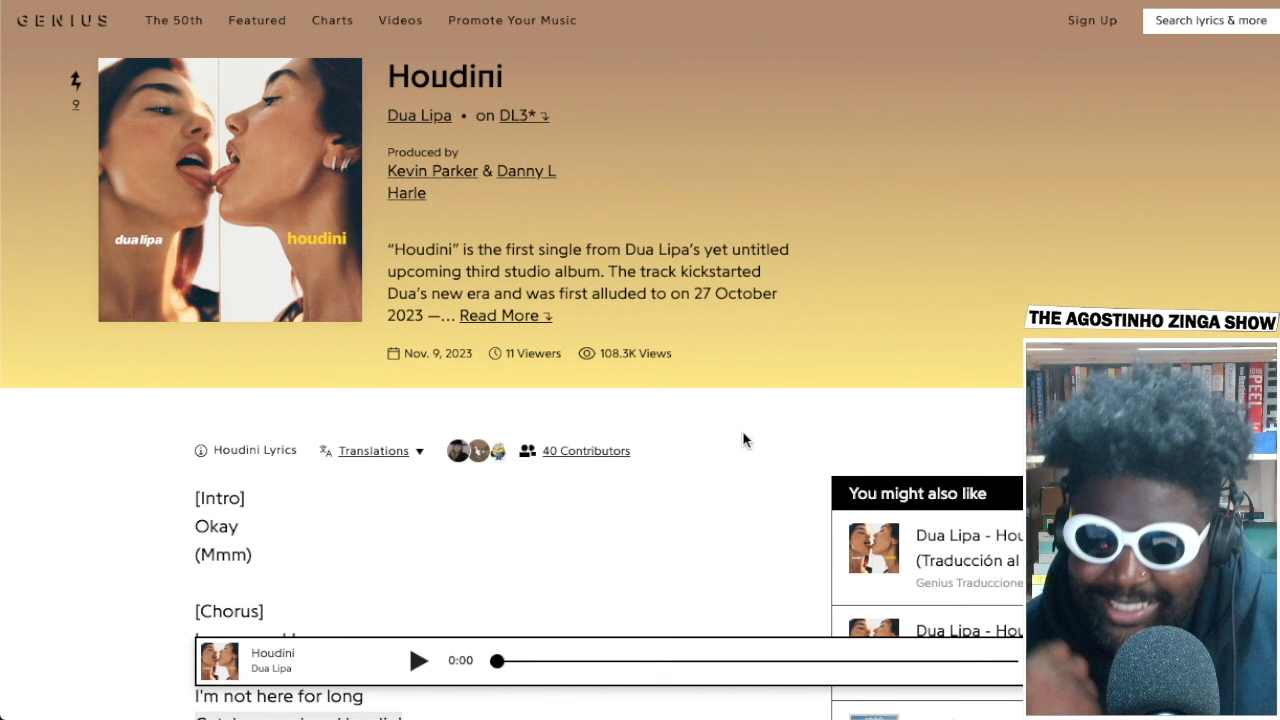 GENIUS
The 50th
Featured
Charts
Videos
Promote Your Music
Sign Up
Search lyrics & more
9
dua lipa
houdini
Houdini
Dua Lipa • on DL3*
Produced by
Kevin Parker & Danny L
Harle
“Houdini” is the first single from Dua Lipa’s yet untitled
upcoming third studio album. The track kickstarted
Dua’s new era and was first alluded to on 27 October
2023 —… Read More
Nov. 9, 2023
11 Viewers
108.3K Views
THE AGOSTINHO ZINGA SHOW
PEEL
Houdini Lyrics
Translations
40 Contributors
[Intro]
Okay
(Mmm)
[Chorus]
Houdini
Dua Lipa
0:00
I'm not here for long
You might also like
Dua Lipa - Hou
(Traducción al
Genius Traduccione
Dua Lipa - Hou